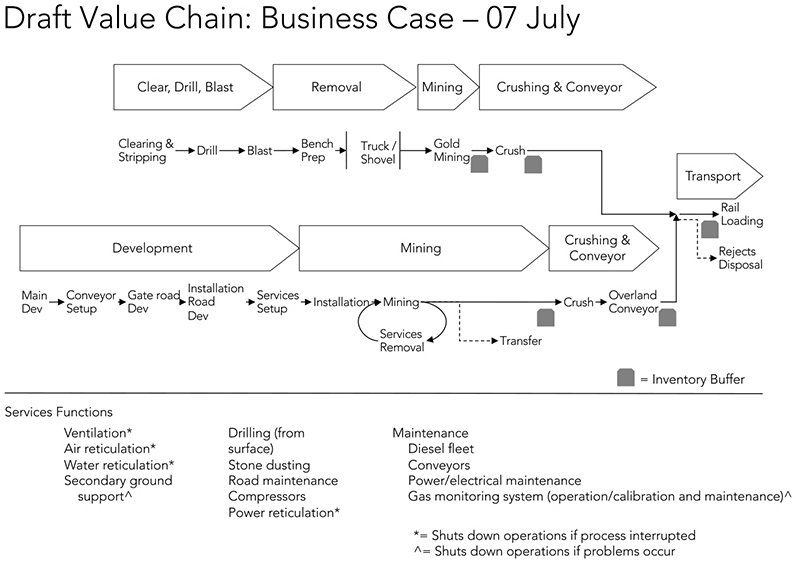 Draft Value Chain: Business Case – 07 July
Clear, Drill, Blast
Removal
Mining
Crushing & Conveyor
Clearing &
Stripping
Drill
Blast
Bench
Prep
Truck /
Shovel
Gold
Mining
Crush
Transport
Rail
Loading
Rejects
Disposal
Development
Mining
Crushing &
Conveyor
Main
Dev
Conveyor
Setup
Gate road
Dev
Installation
Road
Dev
Services
Setup
Installation
Mining
Services
Removal
Transfer
Crush
Overland
Conveyor
= Inventory Buffer
Services Functions
Ventilation*
Air reticulation*
Water reticulation*
Secondary ground
support^
Drilling (from
surface)
Stone dusting
Road maintenance
Compressors
Power reticulation*
Maintenance
Diesel fleet
Conveyors
Power/electrical maintenance
Gas monitoring system (operation/calibration and maintenance)^
*= Shuts down operations if process interrupted
^= Shuts down operations if problems occur